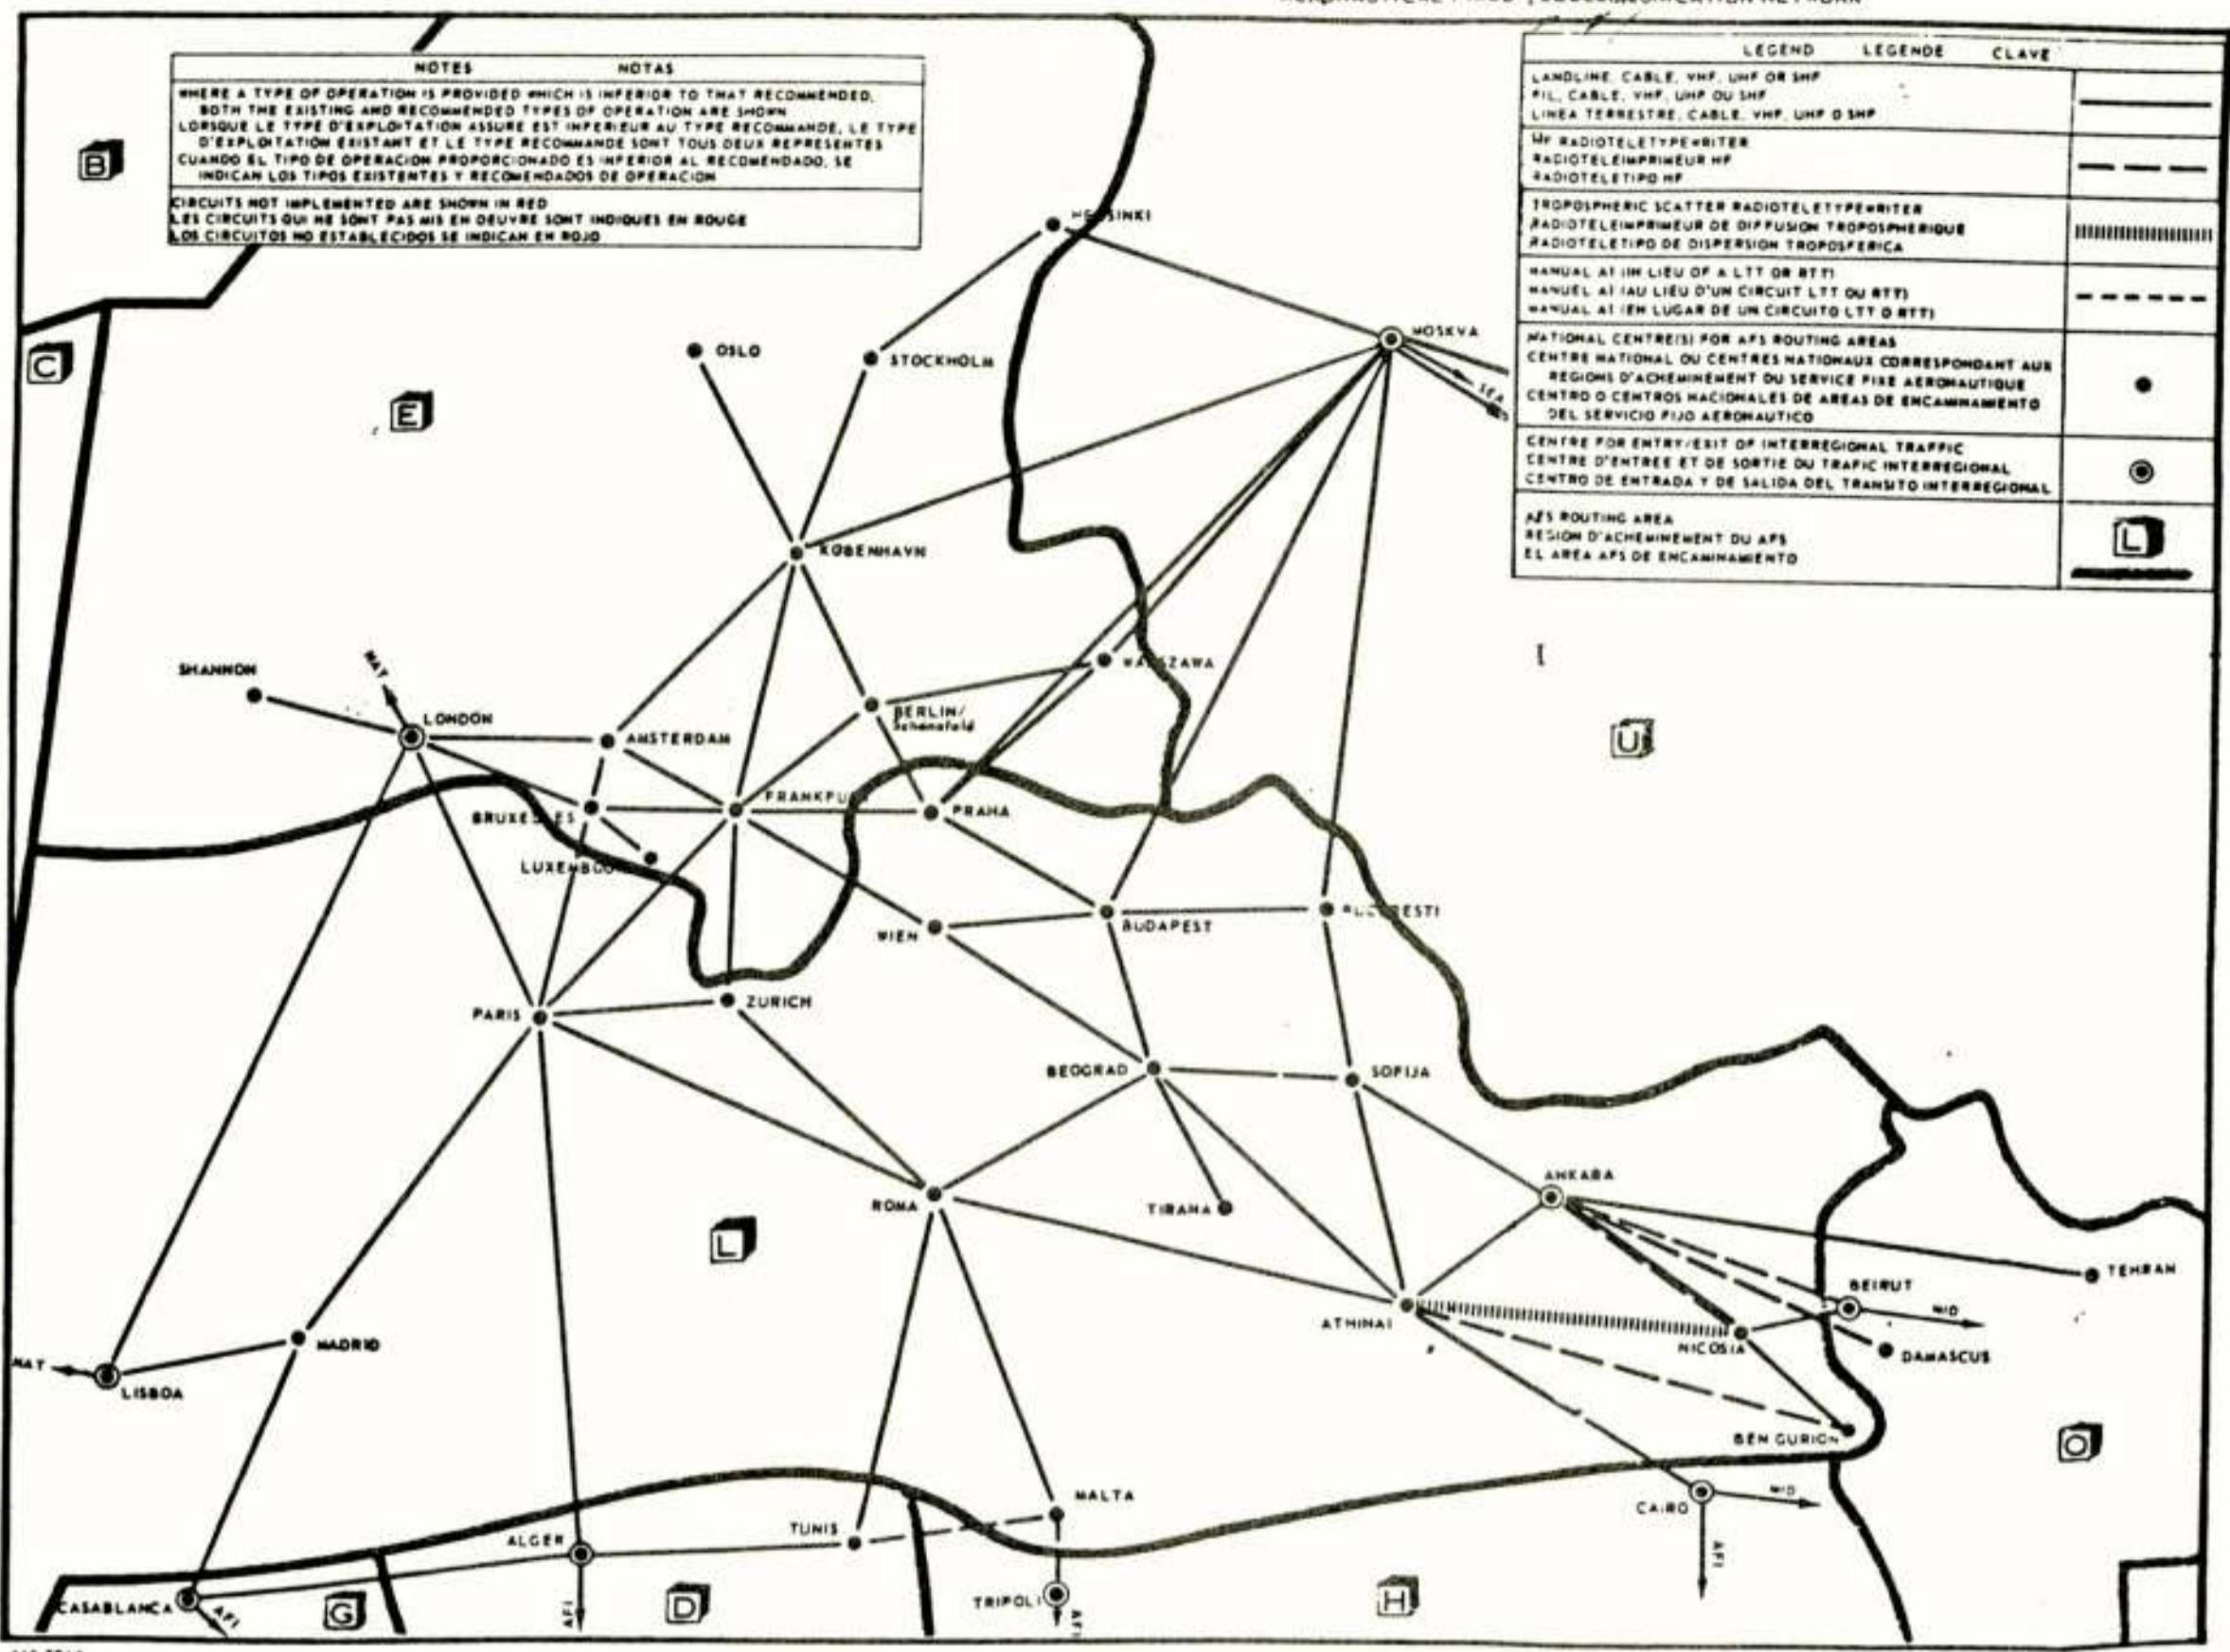 NOTES NOTAS
WHERE A TYPE OF OPERATION IS PROVIDED WHICH IS INFERIOR TO THAT RECOMMENDED,
BOTH THE EXISTING AND RECOMMENDED TYPES OF OPERATION ARE SHOWN
LORSQUE LE TYPE D'EXPLOITATION ASSURE EST INFERIEUR AU TYPE RECOMMANDE, LE TYPE
D'EXPLOITATION EXISTANT ET LE TYPE RECOMMANDE SONT TOUS DEUX REPRESENTES
CUANDO EL TIPO DE OPERACION PROPORCIONADO ES INFERIOR AL RECOMENDADO, SE
INDICAN LOS TIPOS EXISTENTES Y RECOMENDADOS DE OPERACION
CIRCUITS NOT IMPLEMENTED ARE SHOWN IN RED
LES CIRCUITS QUI NE SONT PAS MIS EN OEUVRE SONT INDIQUES EN ROUGE
LOS CIRCUITOS NO ESTABLECIDOS SE INDICAN EN ROJO
LEGEND LEGENDE CLAVE
LANDLINE, CABLE, VHF, UHF OR SHF
FIL, CABLE, VHF, UHF OU SHF
LINEA TERRESTRE, CABLE, VHF, UHF O SHF
HF RADIOTELETYPEWRITER
RADIOTELEIMPRIMEUR HF
RADIOTELETIPO HF
TROPOSPHERIC SCATTER RADIOTELETYPEWRITER
RADIOTELEIMPRIMEUR DE DIFFUSION TROPOSPHERIQUE
RADIOTELETIPO DE DISPERSION TROPOSFERICA
MANUAL A1 (IN LIEU OF A LTT OR RTT)
MANUEL A1 (AU LIEU D'UN CIRCUIT LTT OU RTT)
MANUAL A1 (EN LUGAR DE UN CIRCUITO LTT O RTT)
NATIONAL CENTRE(S) FOR AFS ROUTING AREAS
CENTRE NATIONAL OU CENTRES NATIONAUX CORRESPONDANT AUX
REGIONS D'ACHEMINEMENT DU SERVICE FIXE AERONAUTIQUE
CENTRO O CENTROS NACIONALES DE AREAS DE ENCAMINAMIENTO
DEL SERVICIO FIJO AERONAUTICO
CENTRE FOR ENTRY/EXIT OF INTERREGIONAL TRAFFIC
CENTRE D'ENTREE ET DE SORTIE DU TRAFIC INTERREGIONAL
CENTRO DE ENTRADA Y DE SALIDA DEL TRANSITO INTERREGIONAL
AFS ROUTING AREA
REGION D'ACHEMINEMENT DU AFS
EL AREA AFS DE ENCAMINAMIENTO
L
B
C
E
HELSINKI
MOSKVA
SEA
OSLO
STOCKHOLM
KØBENHAVN
I
U
SHANNON
NAT
LONDON
AMSTERDAM
BERLIN/
Schönefeld
WARSZAWA
BRUXELLES
FRANKFURT
PRAHA
LUXEMBOURG
WIEN
BUDAPEST
BUCURESTI
PARIS
ZURICH
BEOGRAD
SOFIJA
ROMA
TIRANA
ANKARA
L
TEHRAN
BEIRUT
MID
ATHINAI
NICOSIA
DAMASCUS
MADRID
NAT
LISBOA
BEN GURION
O
MALTA
CAIRO
MID
AFI
TUNIS
ALGER
AFI
CASABLANCA
AFI
G
D
TRIPOLI
AFI
H